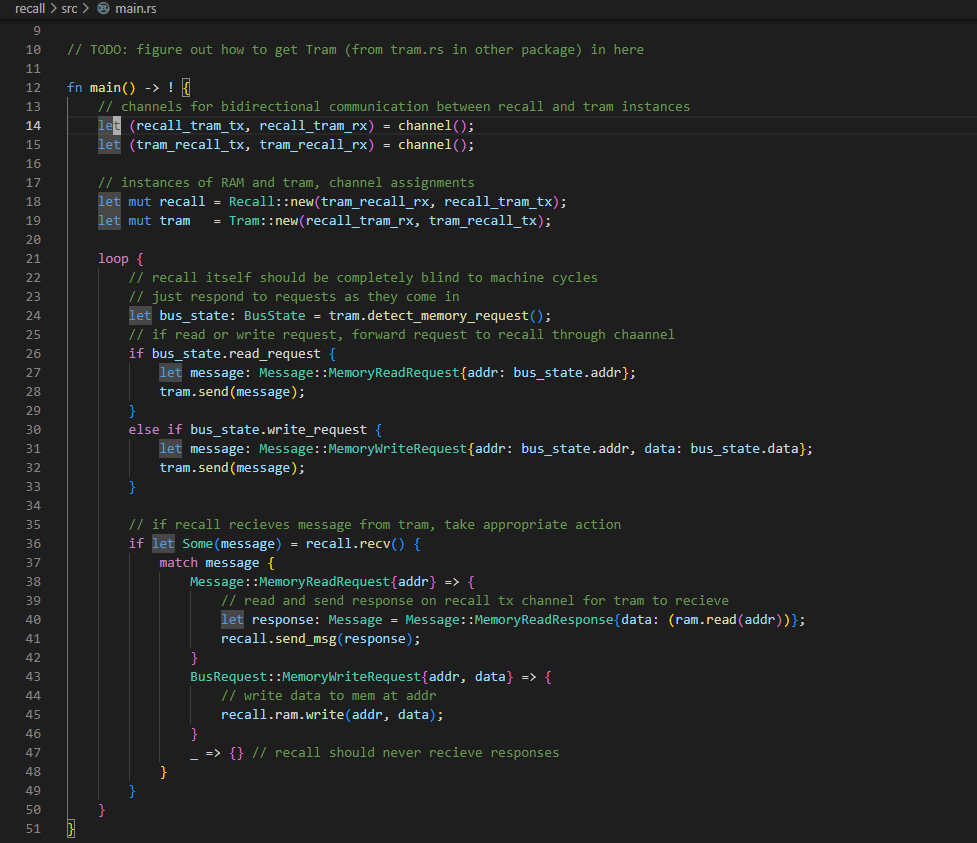 recall > src > main.rs
9
10 // TODO: figure out how to get Tram (from tram.rs in other package) in here
11
12 fn main() -> ! {
13     // channels for bidirectional communication between recall and tram instances
14     let (recall_tram_tx, recall_tram_rx) = channel();
15     let (tram_recall_tx, tram_recall_rx) = channel();
16
17     // instances of RAM and tram, channel assignments
18     let mut recall = Recall::new(tram_recall_rx, recall_tram_tx);
19     let mut tram   = Tram::new(recall_tram_rx, tram_recall_tx);
20
21     loop {
22         // recall itself should be completely blind to machine cycles
23         // just respond to requests as they come in
24         let bus_state: BusState = tram.detect_memory_request();
25         // if read or write request, forward request to recall through chaannel
26         if bus_state.read_request {
27             let message: Message::MemoryReadRequest{addr: bus_state.addr};
28             tram.send(message);
29         }
30         else if bus_state.write_request {
31             let message: Message::MemoryWriteRequest{addr: bus_state.addr, data: bus_state.data};
32             tram.send(message);
33         }
34
35         // if recall recieves message from tram, take appropriate action
36         if let Some(message) = recall.recv() {
37             match message {
38                 Message::MemoryReadRequest{addr} => {
39                     // read and send response on recall tx channel for tram to recieve
40                     let response: Message = Message::MemoryReadResponse{data: (ram.read(addr))};
41                     recall.send_msg(response);
42                 }
43                 BusRequest::MemoryWriteRequest{addr, data} => {
44                     // write data to mem at addr
45                     recall.ram.write(addr, data);
46                 }
47                 _ => {} // recall should never recieve responses
48             }
49         }
50     }
51 }